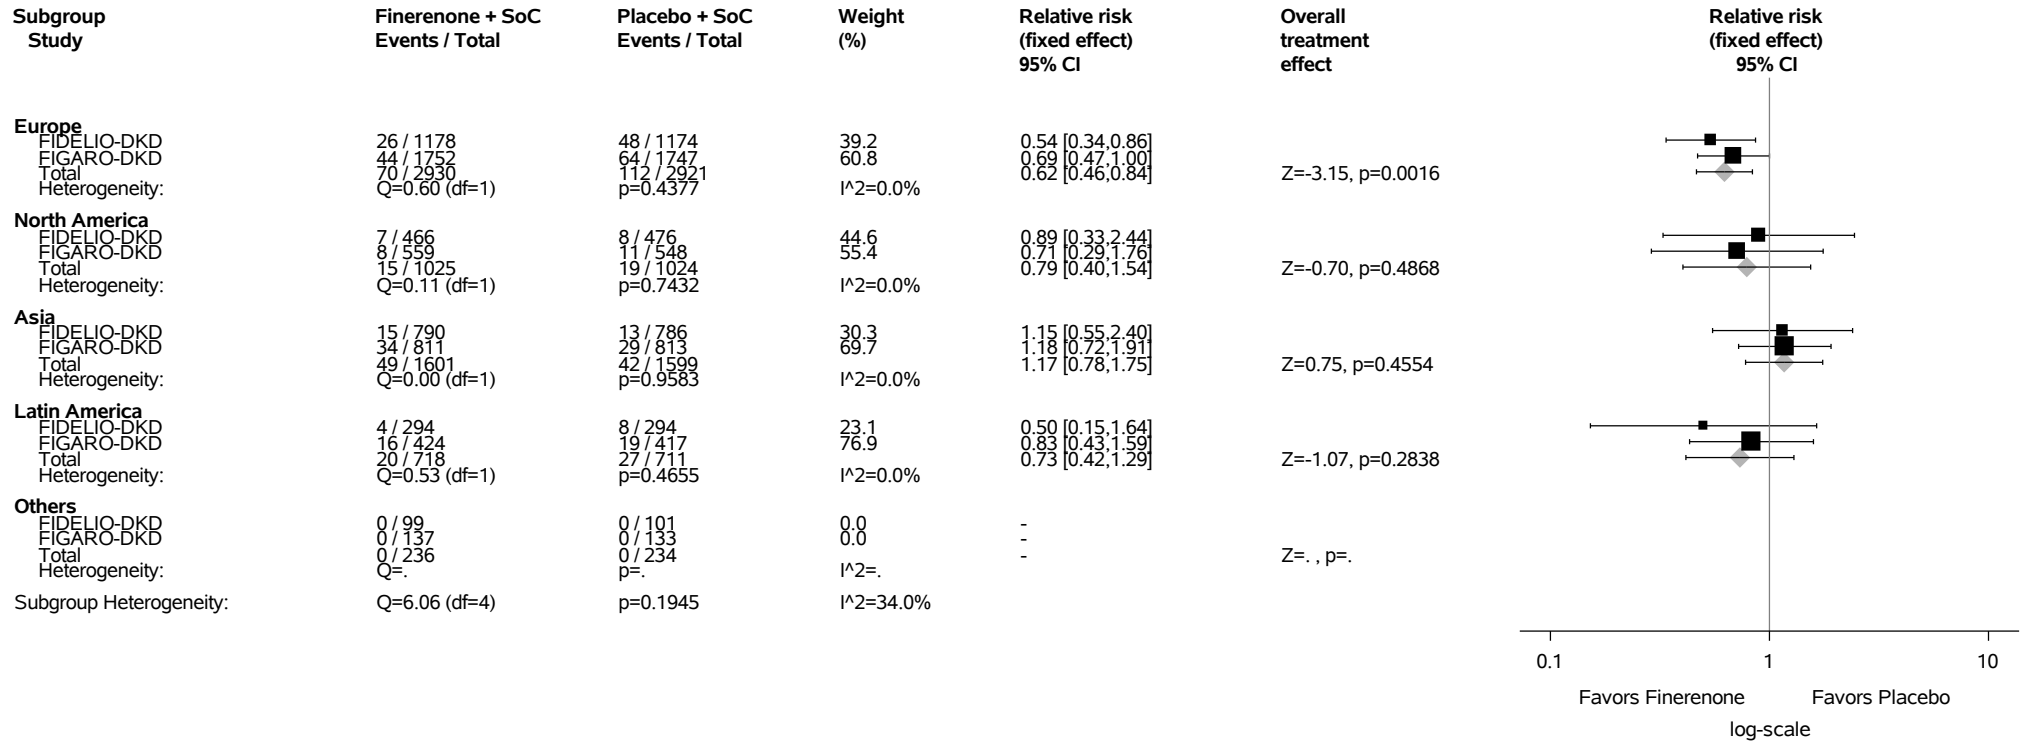 Subgroup Finerenone + SoC Placebo + SoC Weight Relative risk Overall Relative risk
Study Events / Total Events / Total (%) (fixed effect) treatment (fixed effect)
95% CI effect 95% CI
Europe
FIDELIO-DKD 26 / 1178 48 / 1174 39.2 0.54 [0.34,0.86]
FIGARO-DKD 44 / 1752 64 / 1747 60.8 0.69 [0.47,1.00]
Total 70 / 2930 112 / 2921 0.62 [0.46,0.84] Z=-3.15, p=0.0016
Heterogeneity: Q=0.60 (df=1) p=0.4377 I^2=0.0%
North America
FIDELIO-DKD 7 / 466 8 / 476 44.6 0.89 [0.33,2.44]
FIGARO-DKD 8 / 559 11 / 548 55.4 0.71 [0.29,1.76]
Total 15 / 1025 19 / 1024 0.79 [0.40,1.54] Z=-0.70, p=0.4868
Heterogeneity: Q=0.11 (df=1) p=0.7432 I^2=0.0%
Asia
FIDELIO-DKD 15 / 790 13 / 786 30.3 1.15 [0.55,2.40]
FIGARO-DKD 34 / 811 29 / 813 69.7 1.18 [0.72,1.91]
Total 49 / 1601 42 / 1599 1.17 [0.78,1.75] Z=0.75, p=0.4554
Heterogeneity: Q=0.00 (df=1) p=0.9583 I^2=0.0%
Latin America
FIDELIO-DKD 4 / 294 8 / 294 23.1 0.50 [0.15,1.64]
FIGARO-DKD 16 / 424 19 / 417 76.9 0.83 [0.43,1.59]
Total 20 / 718 27 / 711 0.73 [0.42,1.29] Z=-1.07, p=0.2838
Heterogeneity: Q=0.53 (df=1) p=0.4655 I^2=0.0%
Others
FIDELIO-DKD 0 / 99 0 / 101 0.0 -
FIGARO-DKD 0 / 137 0 / 133 0.0 -
Total 0 / 236 0 / 234 - Z=. , p=.
Heterogeneity: Q=. p=. I^2=.
Subgroup Heterogeneity: Q=6.06 (df=4) p=0.1945 I^2=34.0%
0.1 1 10
Favors Finerenone Favors Placebo
log-scale